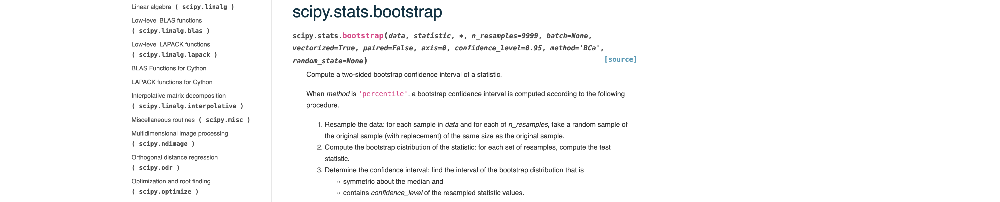 Linear algebra ( scipy.linalg )
Low-level BLAS functions
( scipy.linalg.blas )
Low-level LAPACK functions
( scipy.linalg.lapack )
BLAS Functions for Cython
LAPACK functions for Cython
Interpolative matrix decomposition
( scipy.linalg.interpolative )
Miscellaneous routines ( scipy.misc )
Multidimensional image processing
( scipy.ndimage )
Orthogonal distance regression
( scipy.odr )
Optimization and root finding
( scipy.optimize )
scipy.stats.bootstrap
scipy.stats.bootstrap(data, statistic, *, n_resamples=9999, batch=None,
vectorized=True, paired=False, axis=0, confidence_level=0.95, method='BCa',
random_state=None) [source]
Compute a two-sided bootstrap confidence interval of a statistic.
When method is 'percentile', a bootstrap confidence interval is computed according to the following
procedure.
1. Resample the data: for each sample in data and for each of n_resamples, take a random sample of
the original sample (with replacement) of the same size as the original sample.
2. Compute the bootstrap distribution of the statistic: for each set of resamples, compute the test
statistic.
3. Determine the confidence interval: find the interval of the bootstrap distribution that is
◦ symmetric about the median and
◦ contains confidence_level of the resampled statistic values.